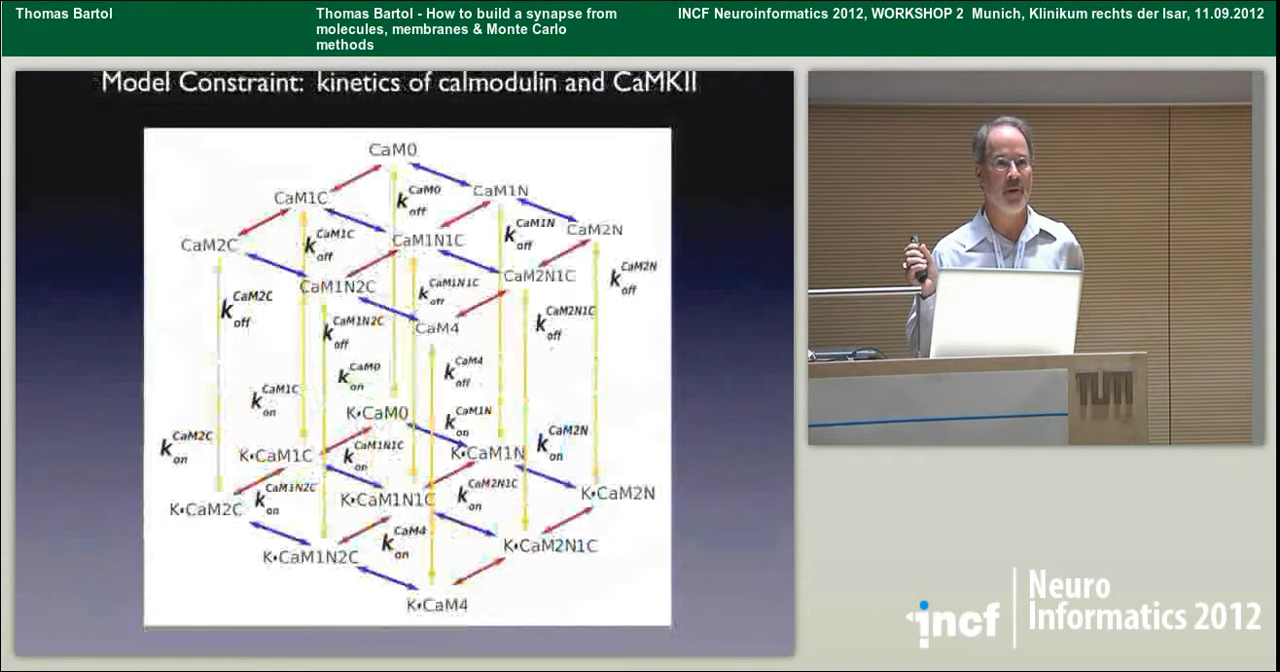 Thomas Bartol
Thomas Bartol - How to build a synapse from
molecules, membranes & Monte Carlo
methods
INCF Neuroinformatics 2012, WORKSHOP 2 Munich, Klinikum rechts der Isar, 11.09.2012
Model Constraint: kinetics of calmodulin and CaMKII
CaM0
CaM1C
k off CaM0
CaM1N
CaM2C
k off CaM1C
CaM1N1C
k off CaM1N
CaM2N
CaM1N2C
k off CaM1N1C
CaM2N1C
k off CaM2N
k off CaM2C
k off CaM1N2C
CaM4
k off CaM2N1C
k on CaM0
k off CaM4
k on CaM1C
K•CaM0
k on CaM1N
k on CaM2C
K•CaM1C
k on CaM1N1C
K•CaM1N
k on CaM2N
K•CaM2C
k on CaM1N2C
K•CaM1N1C
k on CaM2N1C
K•CaM2N
K•CaM1N2C
k on CaM4
K•CaM2N1C
K•CaM4
TUM
incf
Neuro
Informatics 2012